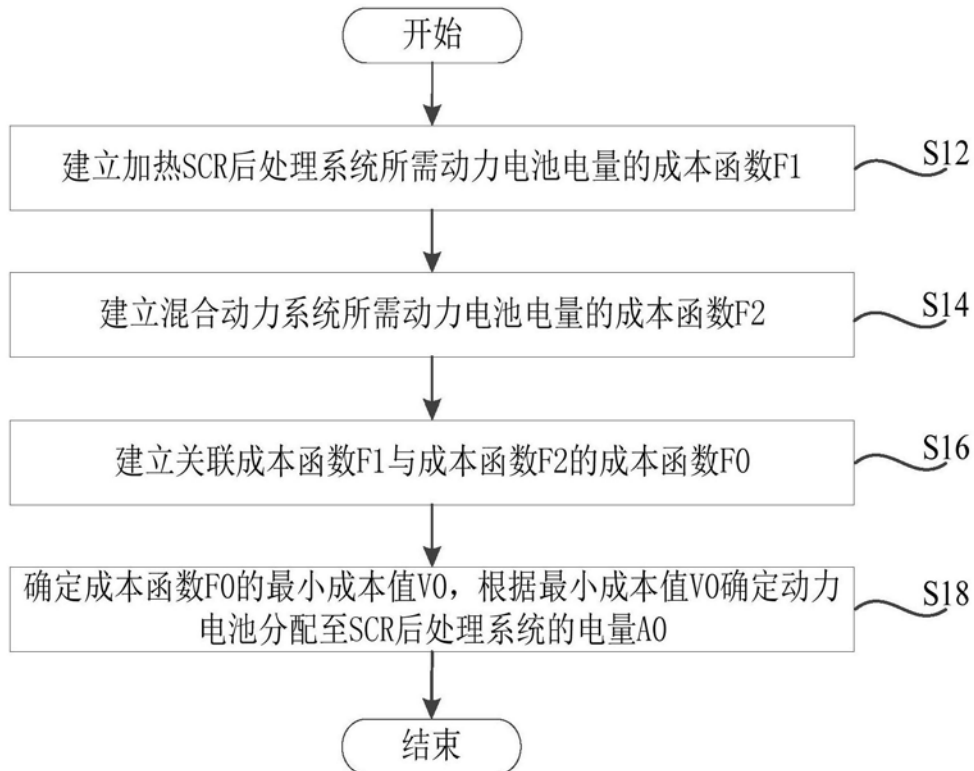 开始
建立加热SCR后处理系统所需动力电池电量的成本函数F1
S12
建立混合动力系统所需动力电池电量的成本函数F2
S14
建立关联成本函数F1与成本函数F2的成本函数F0
S16
确定成本函数F0的最小成本值V0，根据最小成本值V0确定动力
电池分配至SCR后处理系统的电量A0
S18
结束